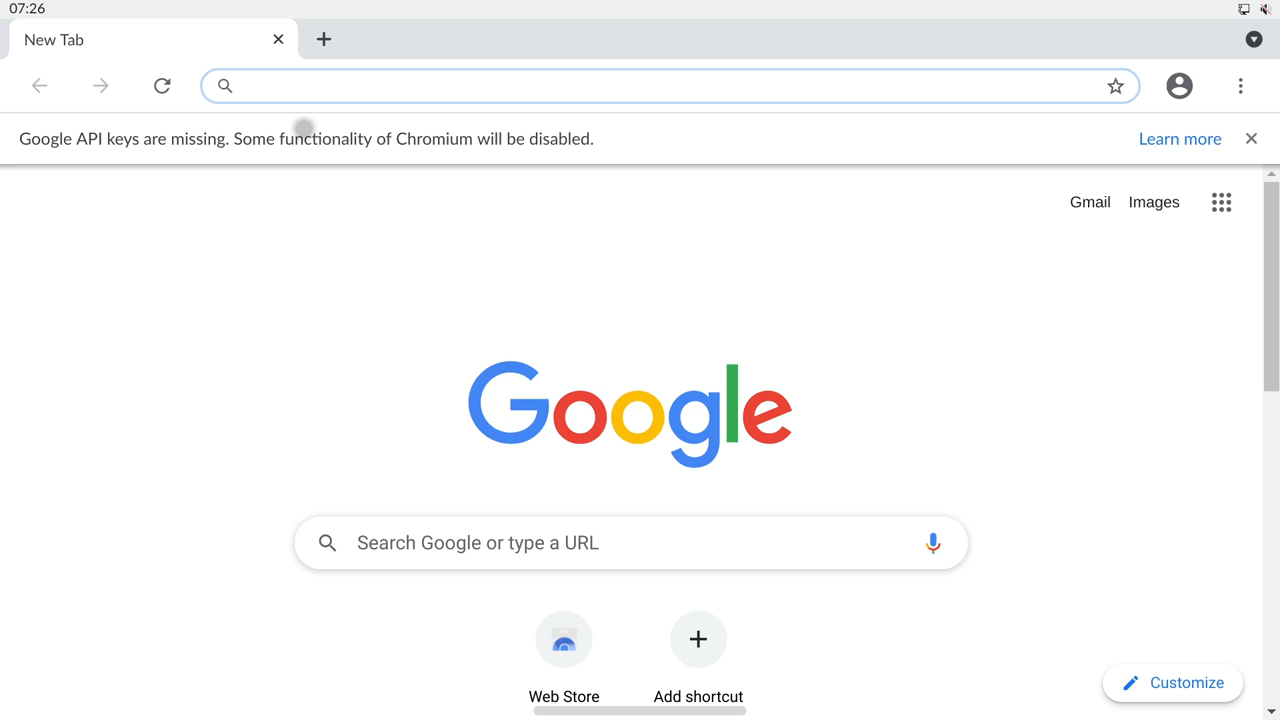 07:26
New Tab
Google API keys are missing. Some functionality of Chromium will be disabled.
Learn more
Gmail
Images
Google
Search Google or type a URL
Web Store
Add shortcut
Customize